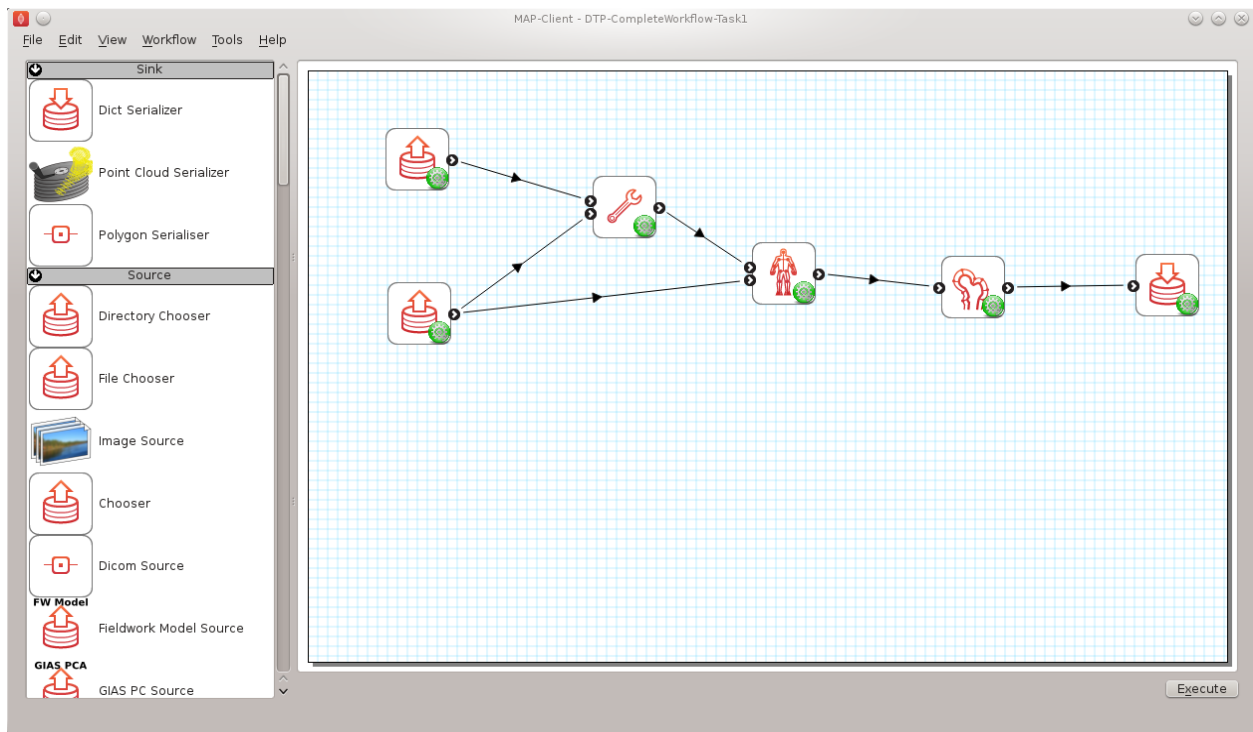 MAP-Client - DTP-CompleteWorkflow-Task1
File Edit View Workflow Tools Help
Sink
Dict Serializer
Point Cloud Serializer
Polygon Serialiser
Source
Directory Chooser
File Chooser
Image Source
Chooser
Dicom Source
FW Model
Fieldwork Model Source
GIAS PCA
GIAS PC Source
Execute